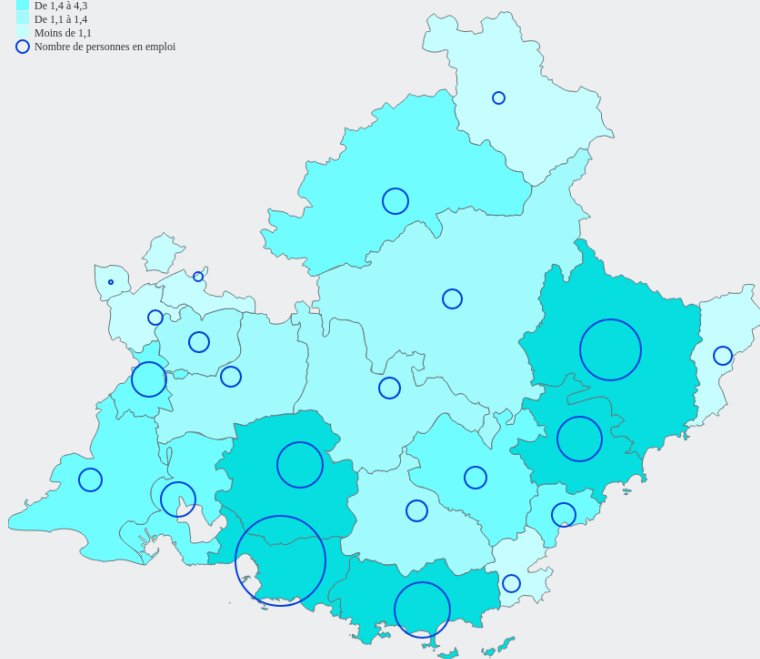 De 1,4 à 4,3
De 1,1 à 1,4
Moins de 1,1
Nombre de personnes en emploi